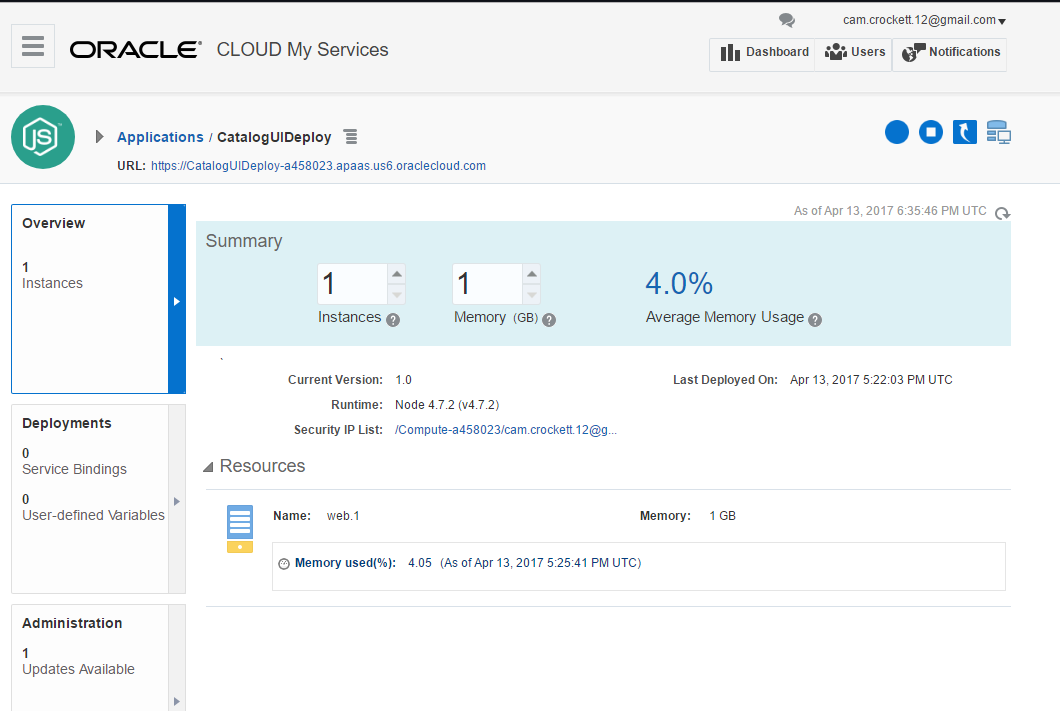 cam.crockett.12@gmail.com
ORACLE® CLOUD My Services
Dashboard Users Notifications
JS
Applications / CatalogUIDeploy
URL: https://CatalogUIDeploy-a458023.apaas.us6.oraclecloud.com
As of Apr 13, 2017 6:35:46 PM UTC
Overview
1
Instances
Summary
1 1 4.0%
Instances ? Memory (GB) ? Average Memory Usage ?
Current Version: 1.0 Last Deployed On: Apr 13, 2017 5:22:03 PM UTC
Runtime: Node 4.7.2 (v4.7.2)
Security IP List: /Compute-a458023/cam.crockett.12@g...
Deployments
0
Service Bindings
0
User-defined Variables
Resources
Name: web.1 Memory: 1 GB
Memory used(%): 4.05 (As of Apr 13, 2017 5:25:41 PM UTC)
Administration
1
Updates Available